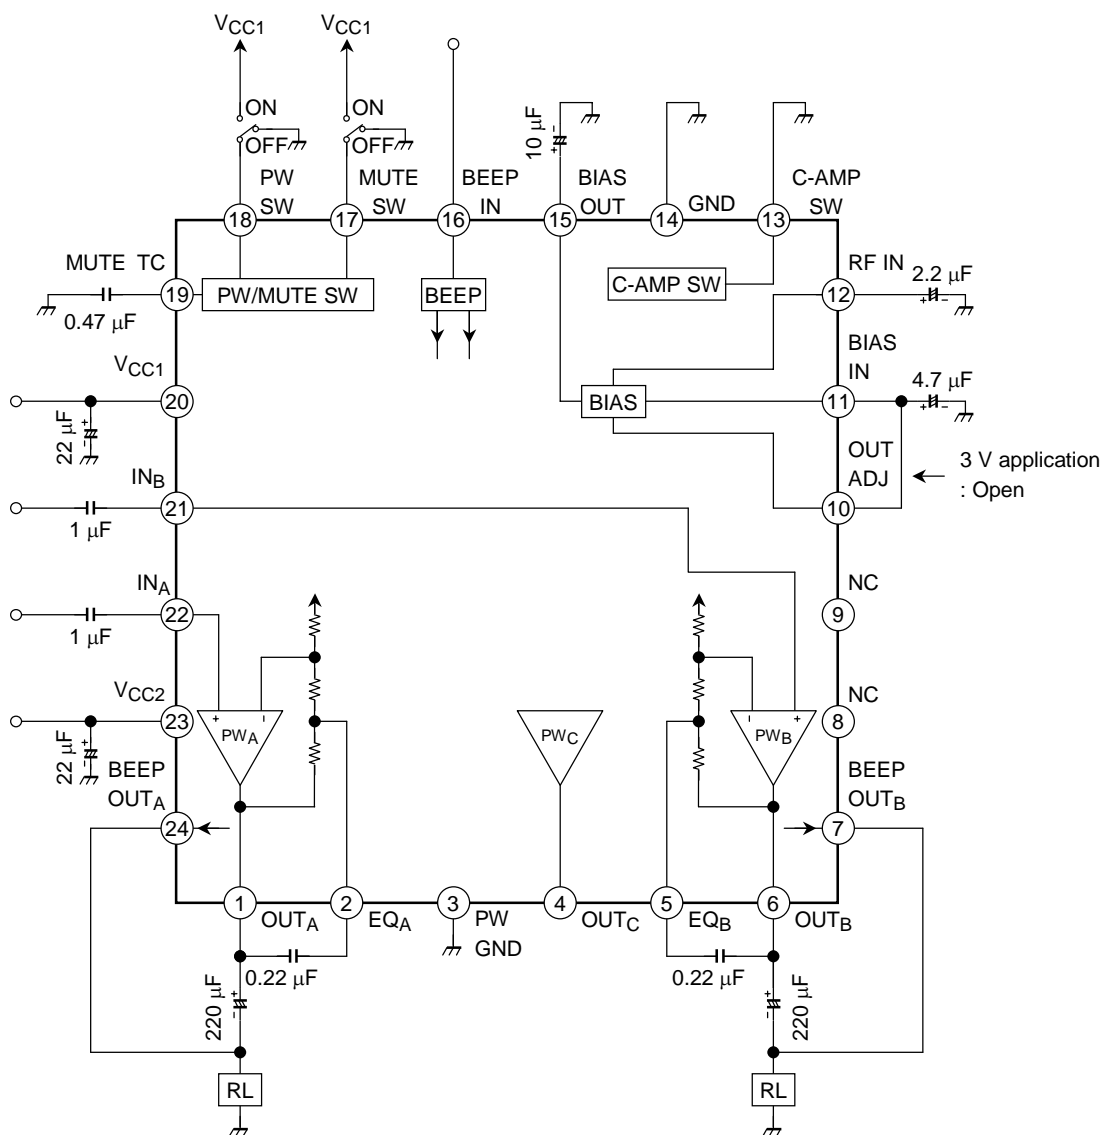 VCC1
VCC1
ON
OFF
ON
OFF
10 μF
PW
SW
MUTE
SW
BEEP
IN
BIAS
OUT
GND
C-AMP
SW
18
17
16
15
14
13
MUTE TC
19
0.47 μF
PW/MUTE SW
BEEP
C-AMP SW
RF IN
12
2.2 μF
+ -
VCC1
20
22 μF
+ -
BIAS
BIAS
IN
11
4.7 μF
+ -
INB
21
1 μF
OUT
ADJ
10
3 V application
: Open
INA
22
1 μF
NC
9
VCC2
23
22 μF
+ -
+ -
PWA
PWC
- +
PWB
NC
8
BEEP
OUTA
24
BEEP
OUTB
7
1
OUTA
2
EQA
3
PW
GND
4
OUTC
5
EQB
6
OUTB
0.22 μF
0.22 μF
220 μF
+ -
220 μF
+ -
RL
RL